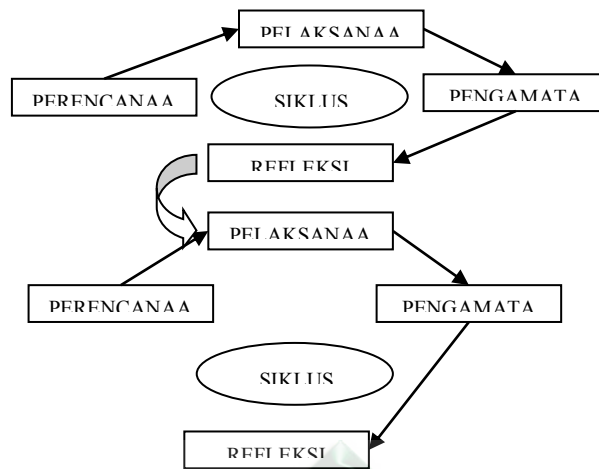 PELAKSANAA
PERENCANAA
SIKLUS
PENGAMATA
REFLEKSI
PELAKSANAA
PERENCANAA
PENGAMATA
SIKLUS
REFLEKSI